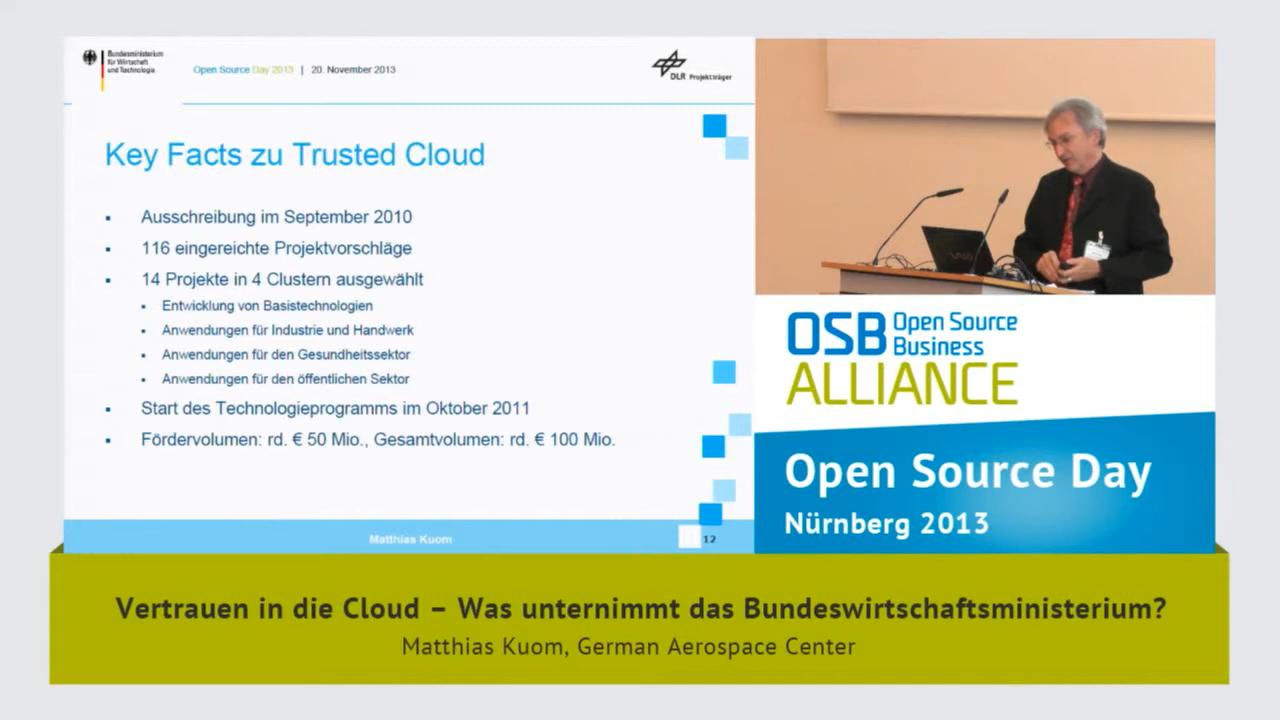 Bundesministerium
für Wirtschaft
und Technologie
Open Source Day 2013 | 20. November 2013
DLR Projektträger
Key Facts zu Trusted Cloud
Ausschreibung im September 2010
116 eingereichte Projektvorschläge
14 Projekte in 4 Clustern ausgewählt
Entwicklung von Basistechnologien
Anwendungen für Industrie und Handwerk
Anwendungen für den Gesundheitssektor
Anwendungen für den öffentlichen Sektor
Start des Technologieprogramms im Oktober 2011
Fördervolumen: rd. € 50 Mio., Gesamtvolumen: rd. € 100 Mio.
Matthias Kuom
12
OSB Open Source
Business
ALLIANCE
Open Source Day
Nürnberg 2013
Vertrauen in die Cloud – Was unternimmt das Bundeswirtschaftsministerium?
Matthias Kuom, German Aerospace Center